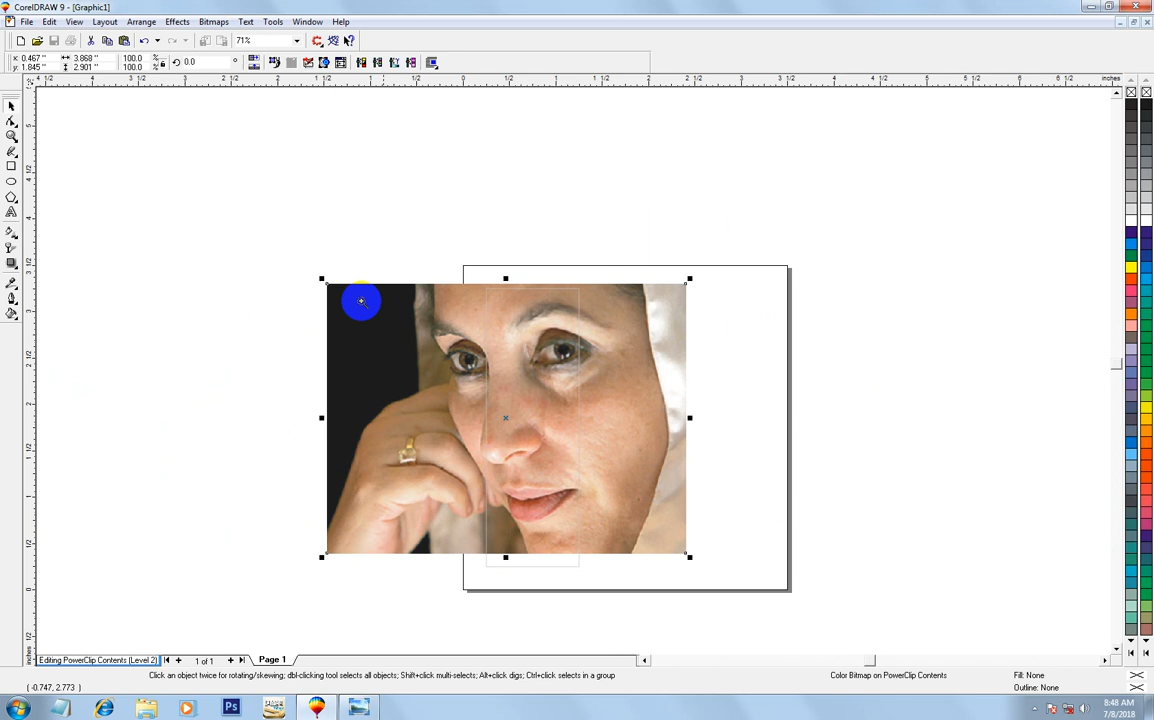 CorelDRAW 9 - [Graphic1]
File Edit View Layout Arrange Effects Bitmaps Text Tools Window Help
71%
x: 0.467 " 3.868 " 100.0 % 0.0 °
y: 1.845 " 2.901 " 100.0 %
inches
Editing PowerClip Contents (Level 2) 1 of 1 Page 1
Click an object twice for rotating/skewing; dbl-clicking tool selects all objects; Shift+click multi-selects; Alt+click digs; Ctrl+click selects in a group
Color Bitmap on PowerClip Contents
Fill: None
( -0.747, 2.773 )
Outline: None
Ps
8:48 AM
7/8/2018